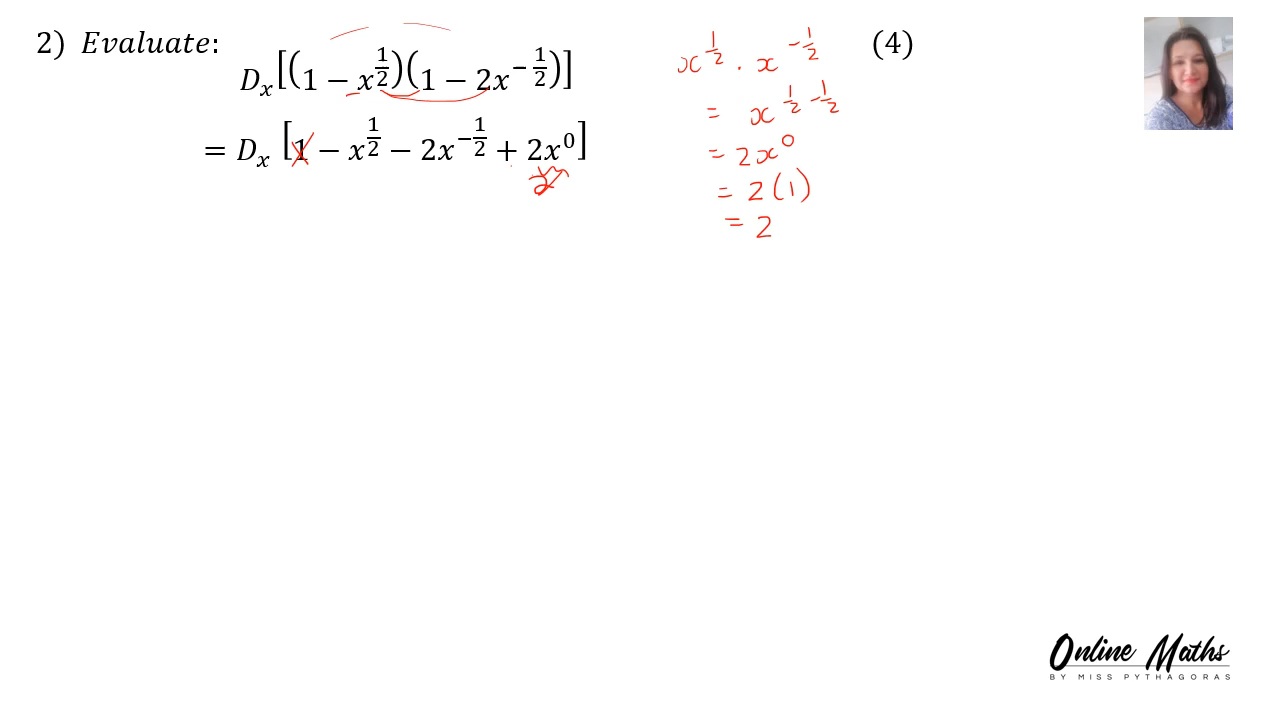 2) Evaluate: (4)
D_x[(1 − x^{1/2})(1 − 2x^{−1/2})]
= D_x [1 − x^{1/2} − 2x^{−1/2} + 2x^0]
2
x^{1/2} . x^{−1/2}
= x^{1/2 − 1/2}
= 2x^0
= 2(1)
= 2
Online Maths
BY MISS PYTHAGORAS